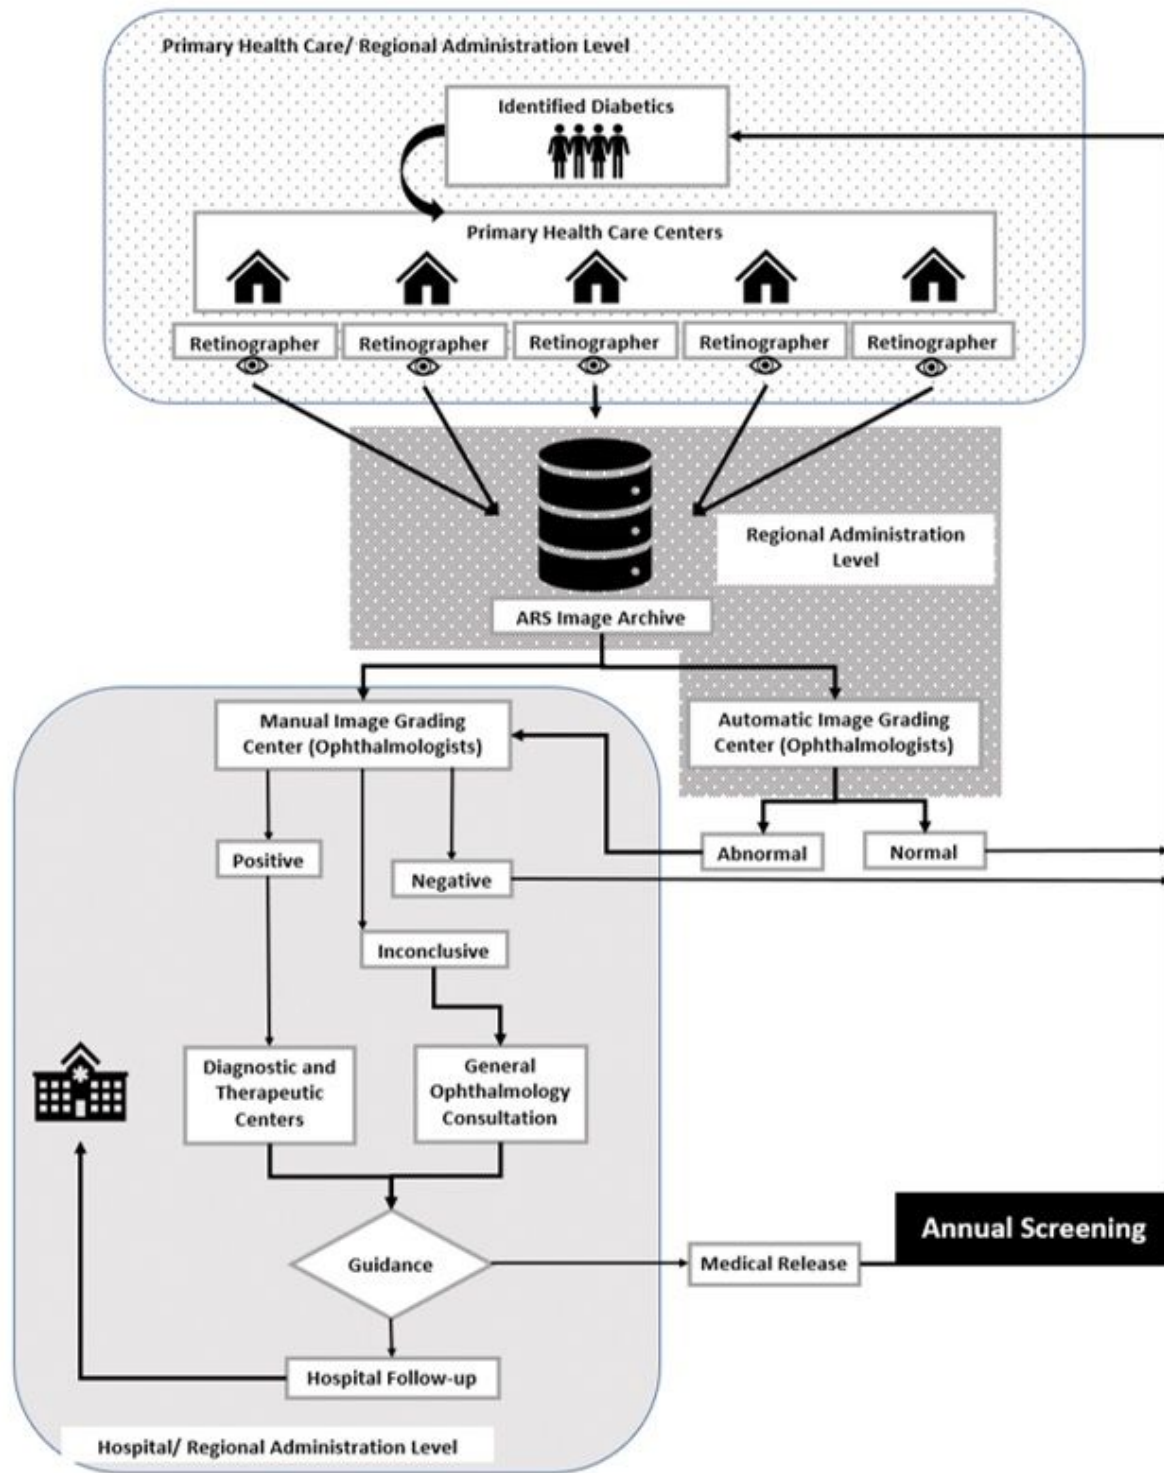 Primary Health Care/ Regional Administration Level
Identified Diabetics
Primary Health Care Centers
Retinographer
Retinographer
Retinographer
Retinographer
Retinographer
Regional Administration
Level
ARS Image Archive
Manual Image Grading
Center (Ophthalmologists)
Automatic Image Grading
Center (Ophthalmologists)
Positive
Negative
Abnormal
Normal
Inconclusive
Diagnostic and
Therapeutic
Centers
General
Ophthalmology
Consultation
Guidance
Medical Release
Annual Screening
Hospital Follow-up
Hospital/ Regional Administration Level